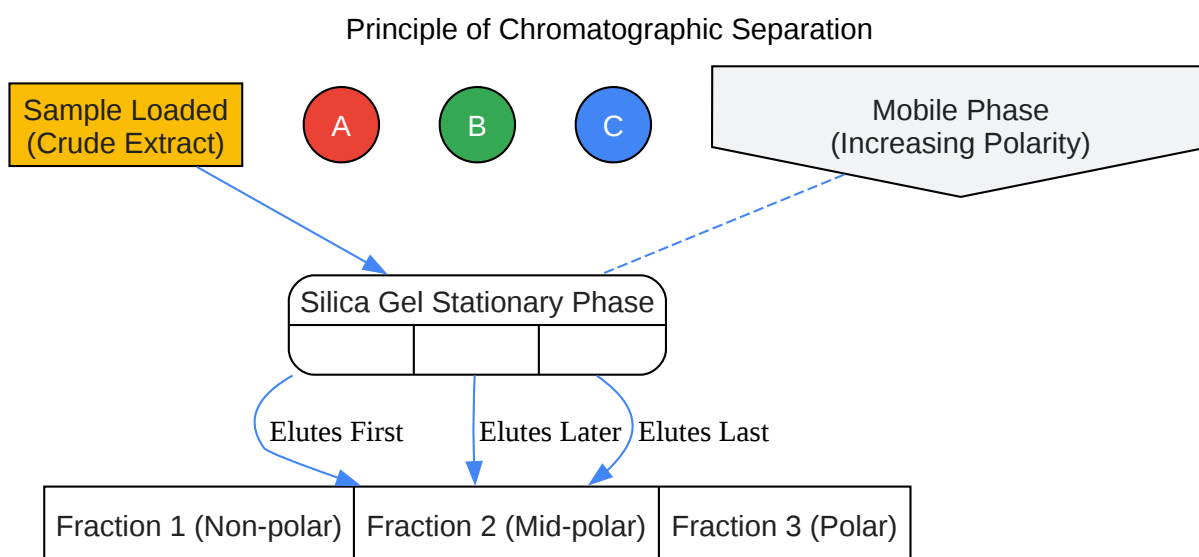 Principle of Chromatographic Separation
Sample Loaded
(Crude Extract)
A
B
C
Mobile Phase
(Increasing Polarity)
Silica Gel Stationary Phase
Elutes First
Elutes Later
Elutes Last
Fraction 1 (Non-polar)
Fraction 2 (Mid-polar)
Fraction 3 (Polar)